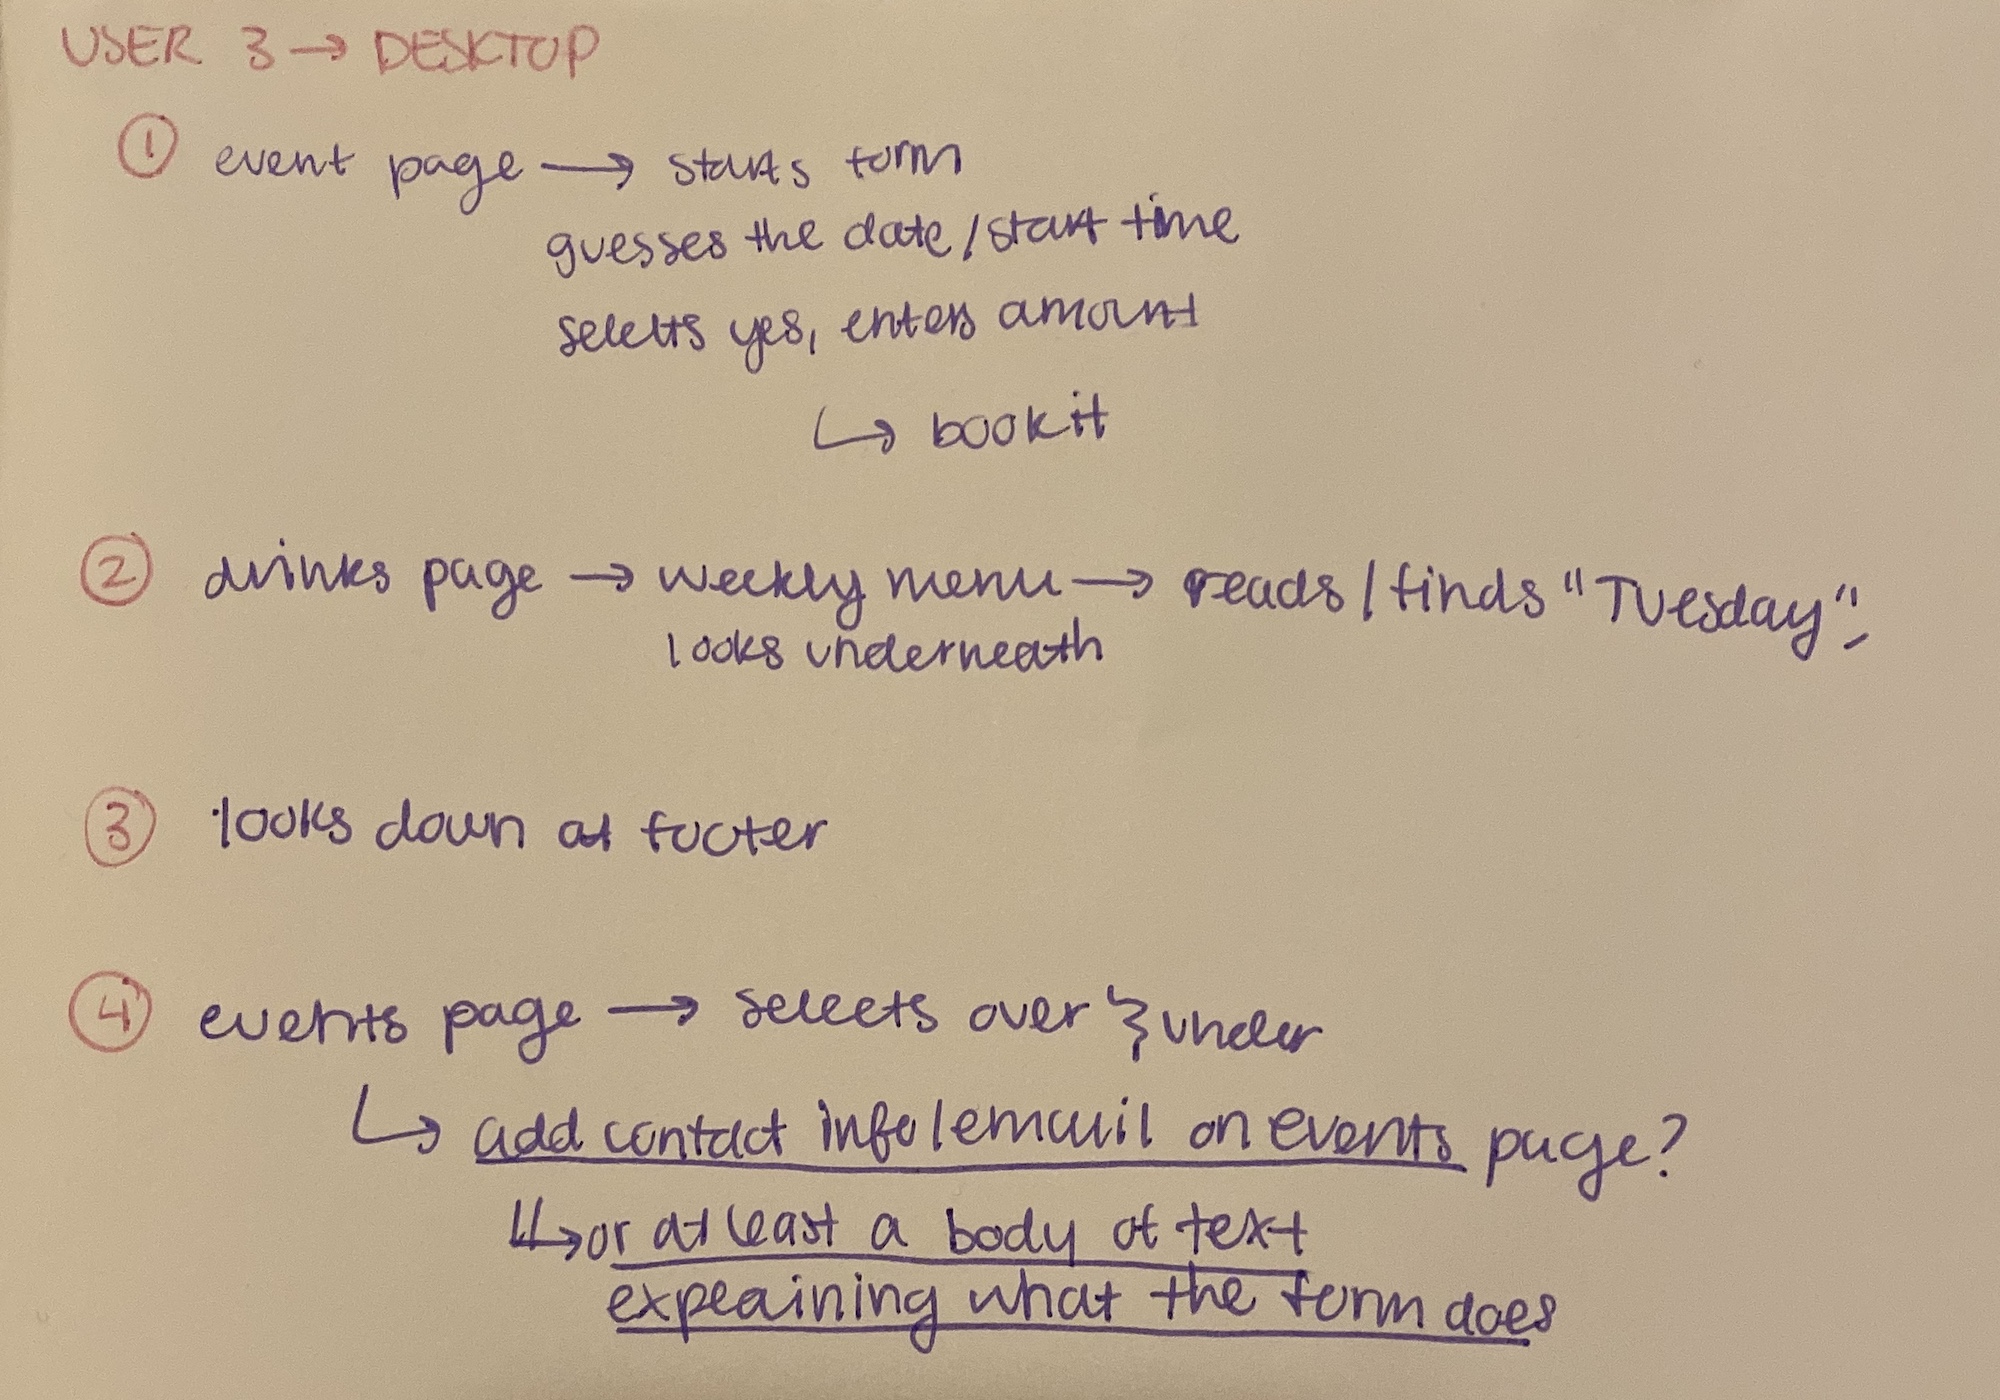 USER 3 → DESKTOP
① event page → starts form
guesses the date/start time
selects yes, enters amount
↳ book it
② drinks page → weekly menu → reads/finds "Tuesday"
looks underneath
③ looks down at footer
④ events page → selects over } under
↳ add contact info/email on events page?
↳ or at least a body of text
explaining what the form does